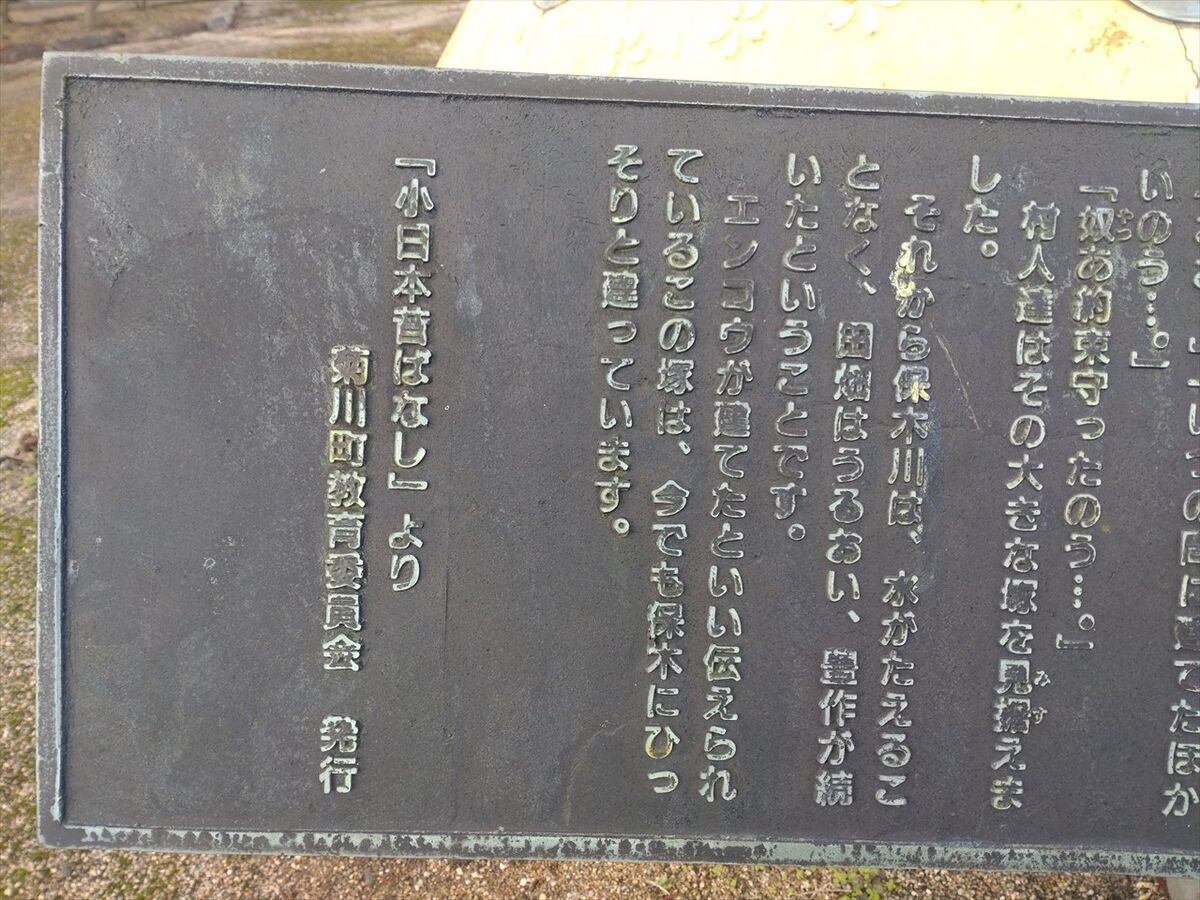 いのう…。」
「奴あ約束守ったのう…。」
村人達はその大きな塚を見据えま
した。
それから保木川は、水がたえるこ
となく、田畑はうるおい、豊作が続
いたということです。
エンコウが建てたといい伝えられ
ているこの塚は、今でも保木にひっ
そりと建っています。
『小日本昔ばなし』より
菊川町教育委員会 発行